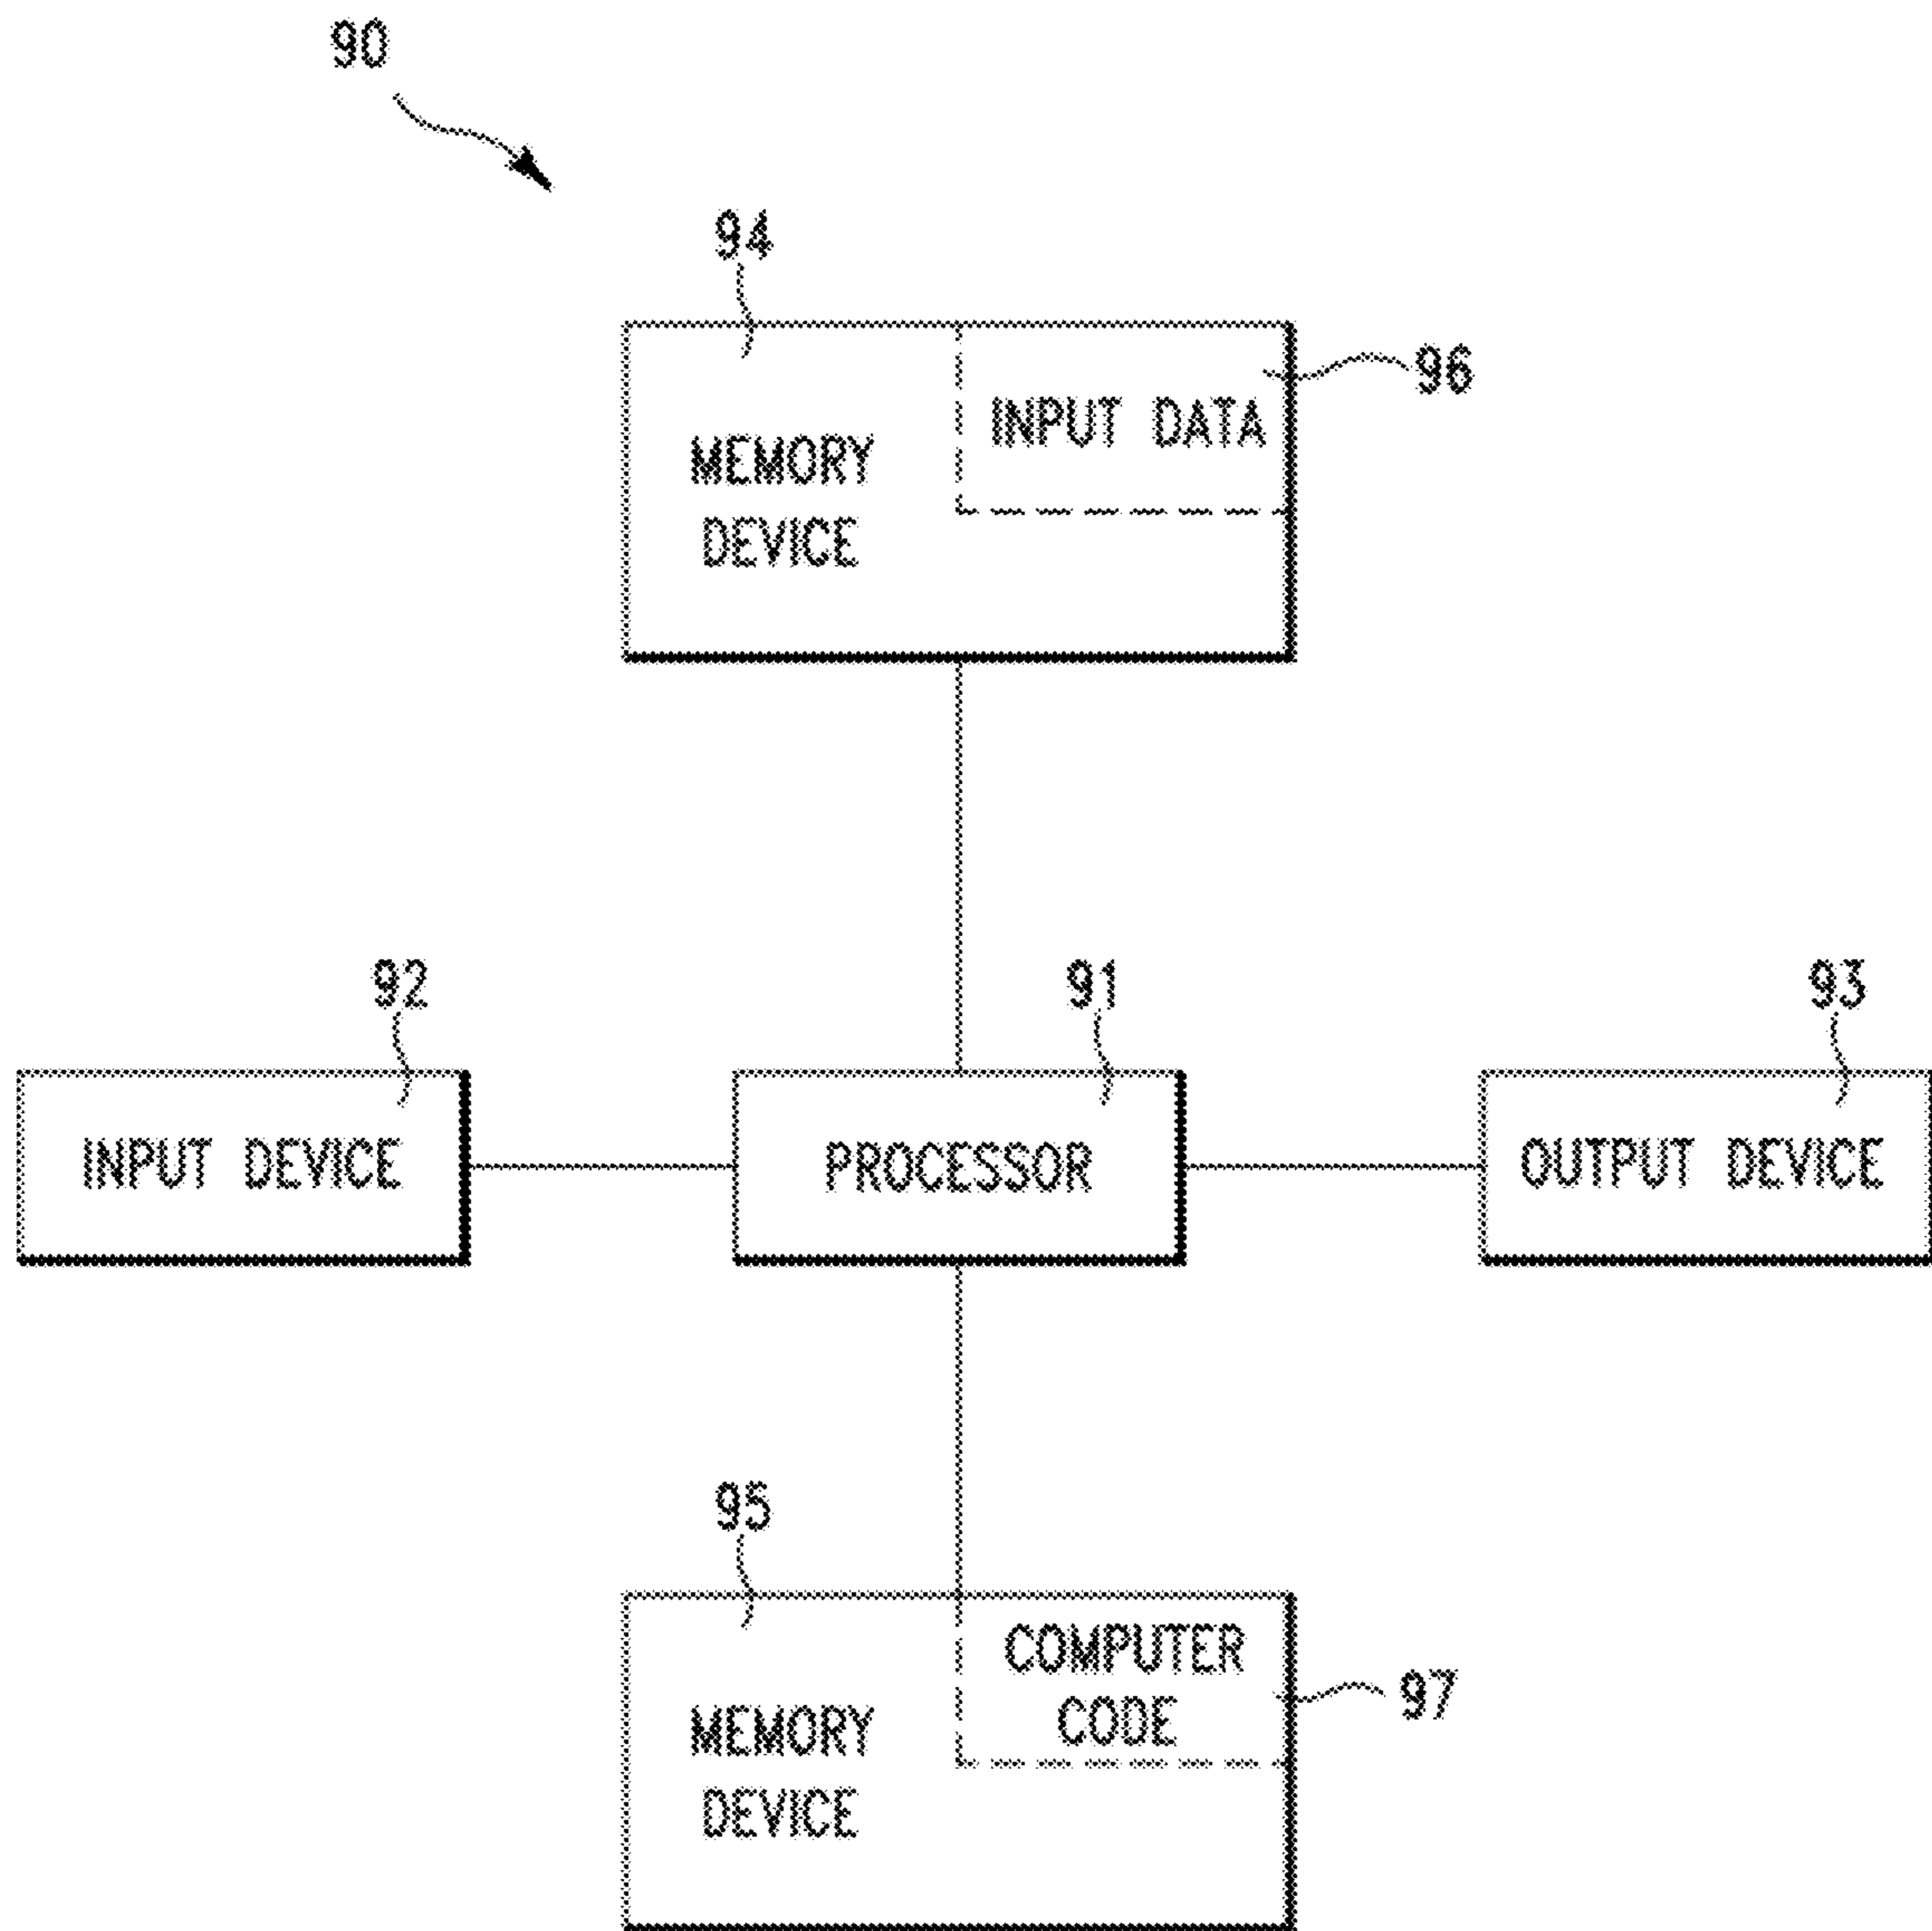 90
94
96
INPUT DATA
MEMORY
DEVICE
92
91
93
INPUT DEVICE
PROCESSOR
OUTPUT DEVICE
95
COMPUTER
CODE
97
MEMORY
DEVICE